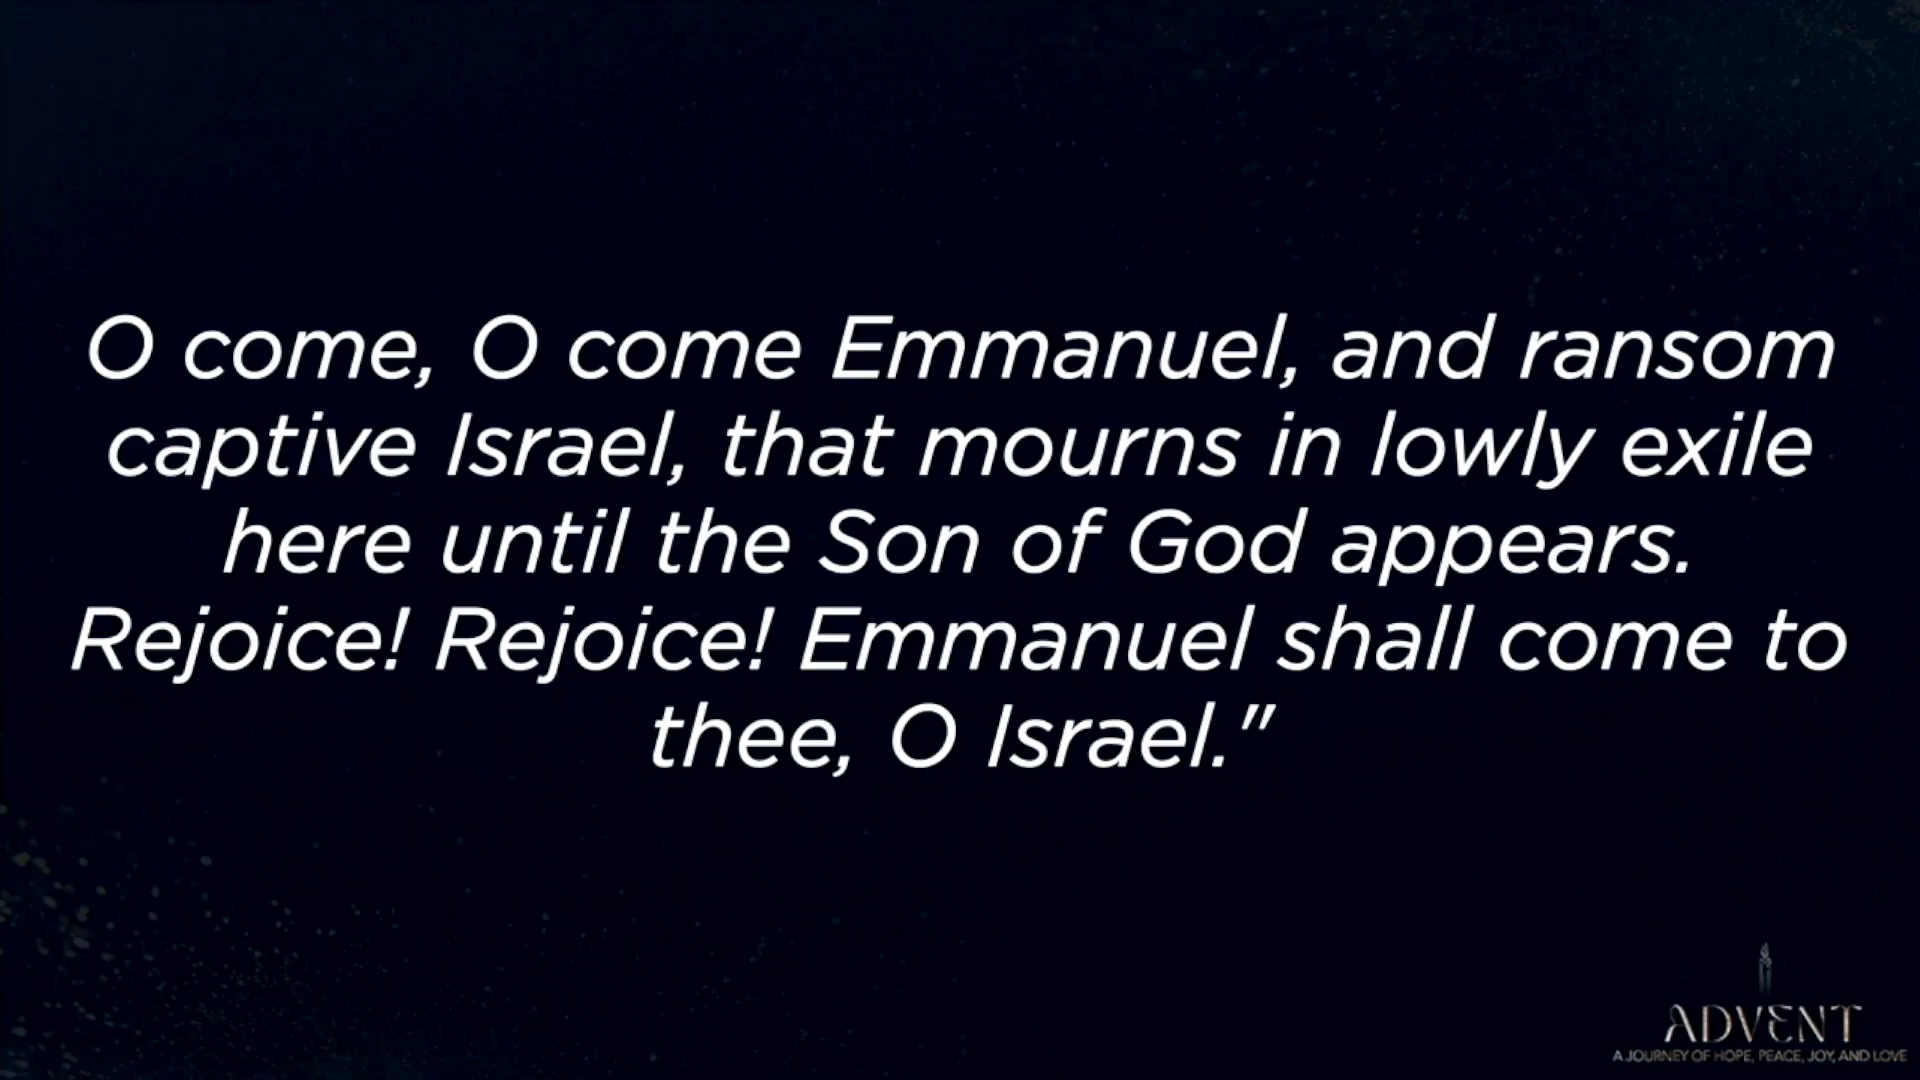 O come, O come Emmanuel, and ransom
captive Israel, that mourns in lowly exile
here until the Son of God appears.
Rejoice! Rejoice! Emmanuel shall come to
thee, O Israel."
ADVENT
A JOURNEY OF HOPE, PEACE, JOY, AND LOVE